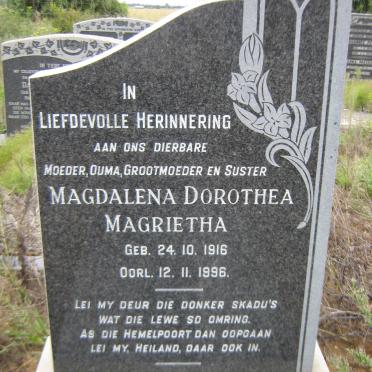 IN
LIEFDEVOLLE HERINNERING
AAN ONS DIERBARE
MOEDER, OUMA, GROOTMOEDER EN SUSTER
MAGDALENA DOROTHEA
MAGRIETHA
GEB. 24. 10. 1916
OORL. 12. 11. 1996.
LEI MY DEUR DIE DONKER SKADU'S
WAT DIE LEWE SO OMRING.
AS DIE HEMELPOORT DAN OOPGAAN
LEI MY, HEILAND, DAAR OOK IN.